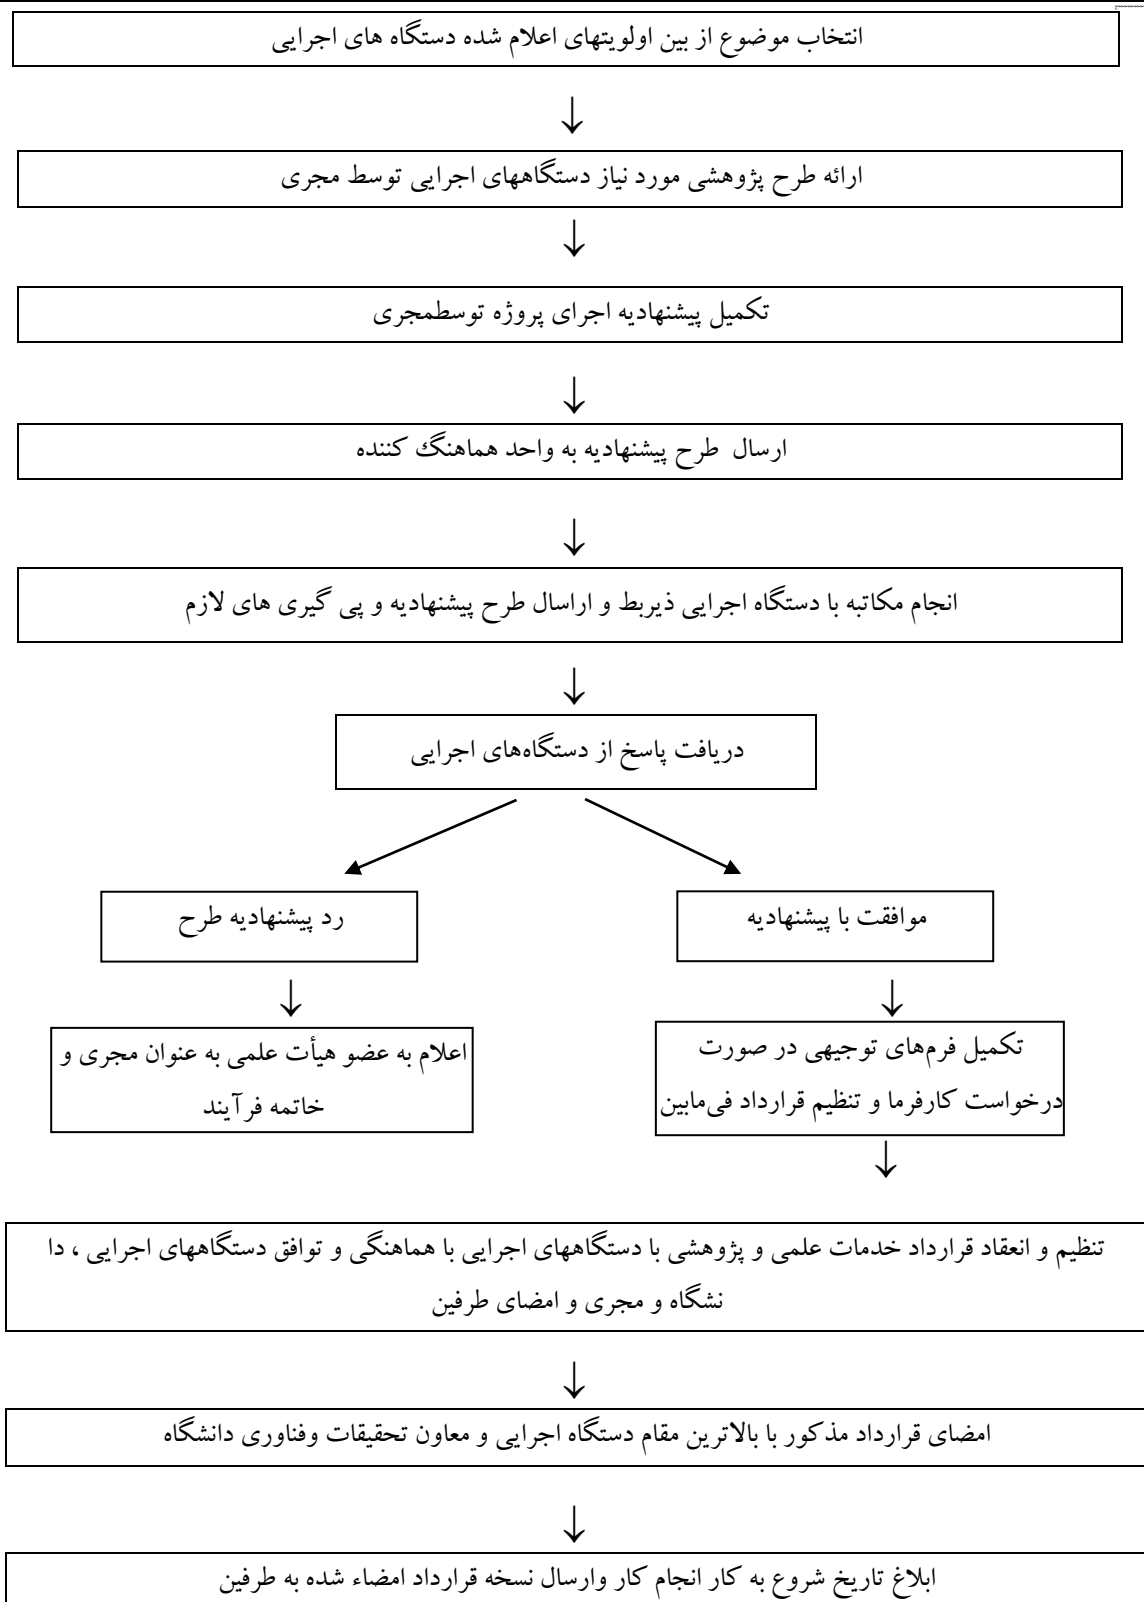 انتخاب موضوع از بین اولویتهای اعلام شده دستگاه های اجرایی
ارائه طرح پژوهشی مورد نیاز دستگاههای اجرایی توسط مجری
تکمیل پیشنهادیه اجرای پروژه توسطمجری
ارسال طرح پیشنهادیه به واحد هماهنگ کننده
انجام مکاتبه با دستگاه اجرایی ذیربط و اراسال طرح پیشنهادیه و پی گیری های لازم
دریافت پاسخ از دستگاه‌های اجرایی
موافقت با پیشنهادیه
رد پیشنهادیه طرح
تکمیل فرم‌های توجیهی در صورت
درخواست کارفرما و تنظیم قرارداد فی‌مابین
اعلام به عضو هیأت علمی به عنوان مجری و
خاتمه فرآیند
تنظیم و انعقاد قرارداد خدمات علمی و پژوهشی با دستگاههای اجرایی با هماهنگی و توافق دستگاههای اجرایی ، دا
نشگاه و مجری و امضای طرفین
امضای قرارداد مذکور با بالاترین مقام دستگاه اجرایی و معاون تحقیقات وفناوری دانشگاه
ابلاغ تاریخ شروع به کار انجام کار وارسال نسخه قرارداد امضاء شده به طرفین